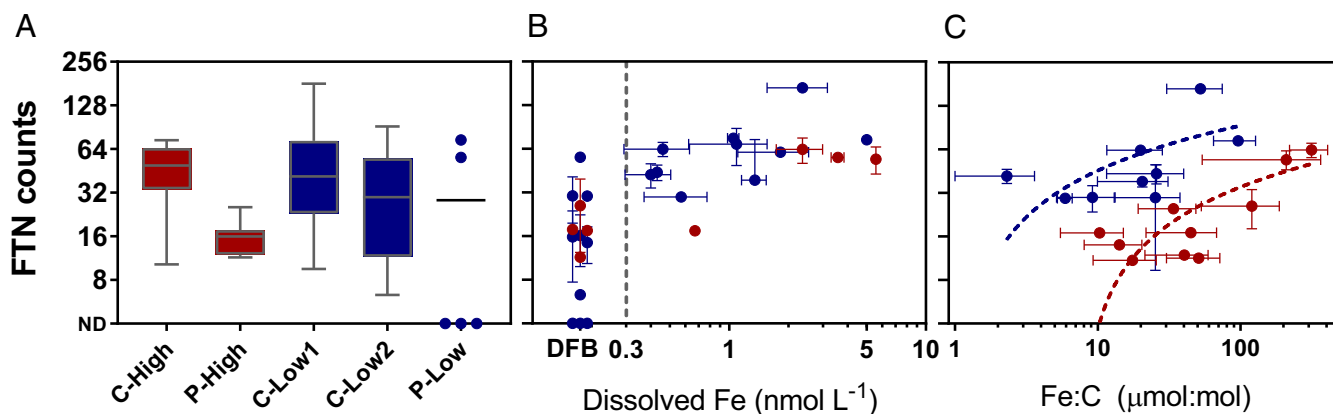 A
B
C
FTN counts
256
128
64
32
16
8
ND
C-High
P-High
C-Low1
C-Low2
P-Low
DFB
0.3
1
5
10
Dissolved Fe (nmol L⁻¹)
1
10
100
Fe:C (μmol:mol)